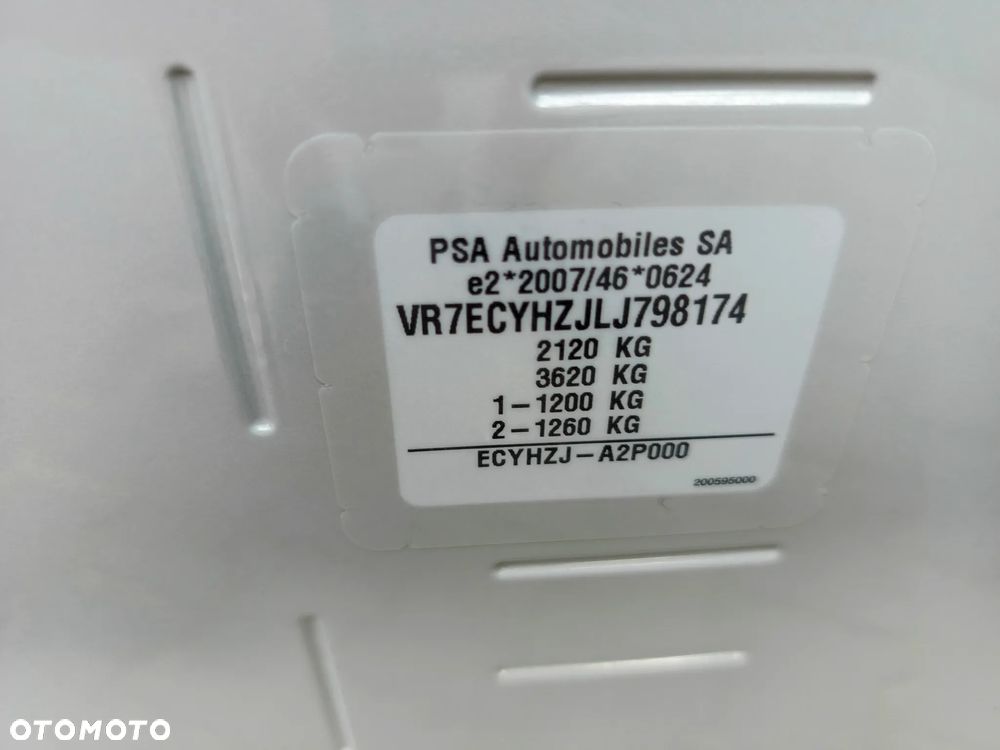 PSA Automobiles SA
e2*2007/46*0624
VR7ECYHZJLJ798174
2120 KG
3620 KG
1-1200 KG
2-1260 KG
ECYHZJ-A2P000
200595000
OTOMOTO